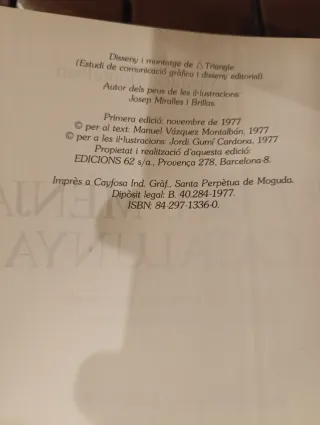 Disseny i muntatge de △ Triangle
(Estudi de comunicació gràfica i disseny editorial).
Autor dels peus de les il·lustracions:
Josep Miralles i Brillas.
Primera edició: novembre de 1977
© per al text: Manuel Vázquez Montalbán, 1977
© per a les il·lustracions: Jordi Gumí Cardona, 1977
Propietat i realització d'aquesta edició:
EDICIONS 62 s/a., Provença 278, Barcelona-8.
Imprès a Cayfosa Ind. Gràf., Santa Perpètua de Moguda.
Dipòsit legal: B. 40.284-1977.
ISBN: 84-297-1336-0.